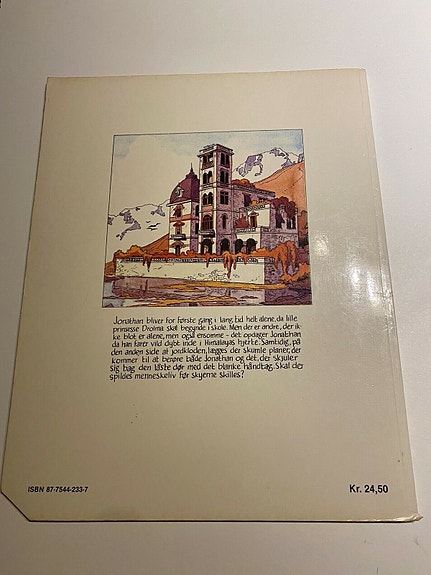 Jonathan bliver for første gang i lang tid helt alene, da lille
prinsesse Drolma skal begynde i skole. Men der er andre, der ik-
ke blot er alene, men også ensomme - det opdager Jonathan
da han farer vild dybt inde i Himalayas hjerte. Samtidig, på
den anden side af jordkloden, lægges der skumle planer, der
kommer til at berøre både Jonathan og det, der skjuler
sig bag den låste dør med det blanke håndtag. Skal der
spildes menneskeliv før skyerne skilles?
ISBN 87-7544-233-7
Kr. 24,50